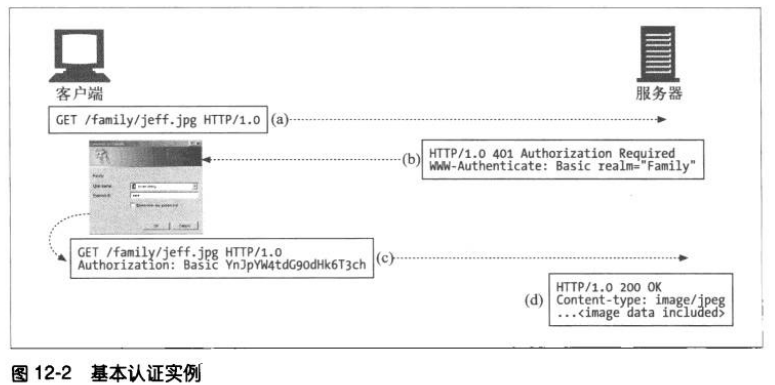 客户端
服务器
GET /family/jeff.jpg HTTP/1.0
(a)
(b)
HTTP/1.0 401 Authorization Required
WWW-Authenticate: Basic realm="Family"
GET /family/jeff.jpg HTTP/1.0
Authorization: Basic YnJpYW4tdG90dHk6T3ch
(c)
(d)
HTTP/1.0 200 OK
Content-type: image/jpeg
...<image data included>
图 12-2 基本认证实例